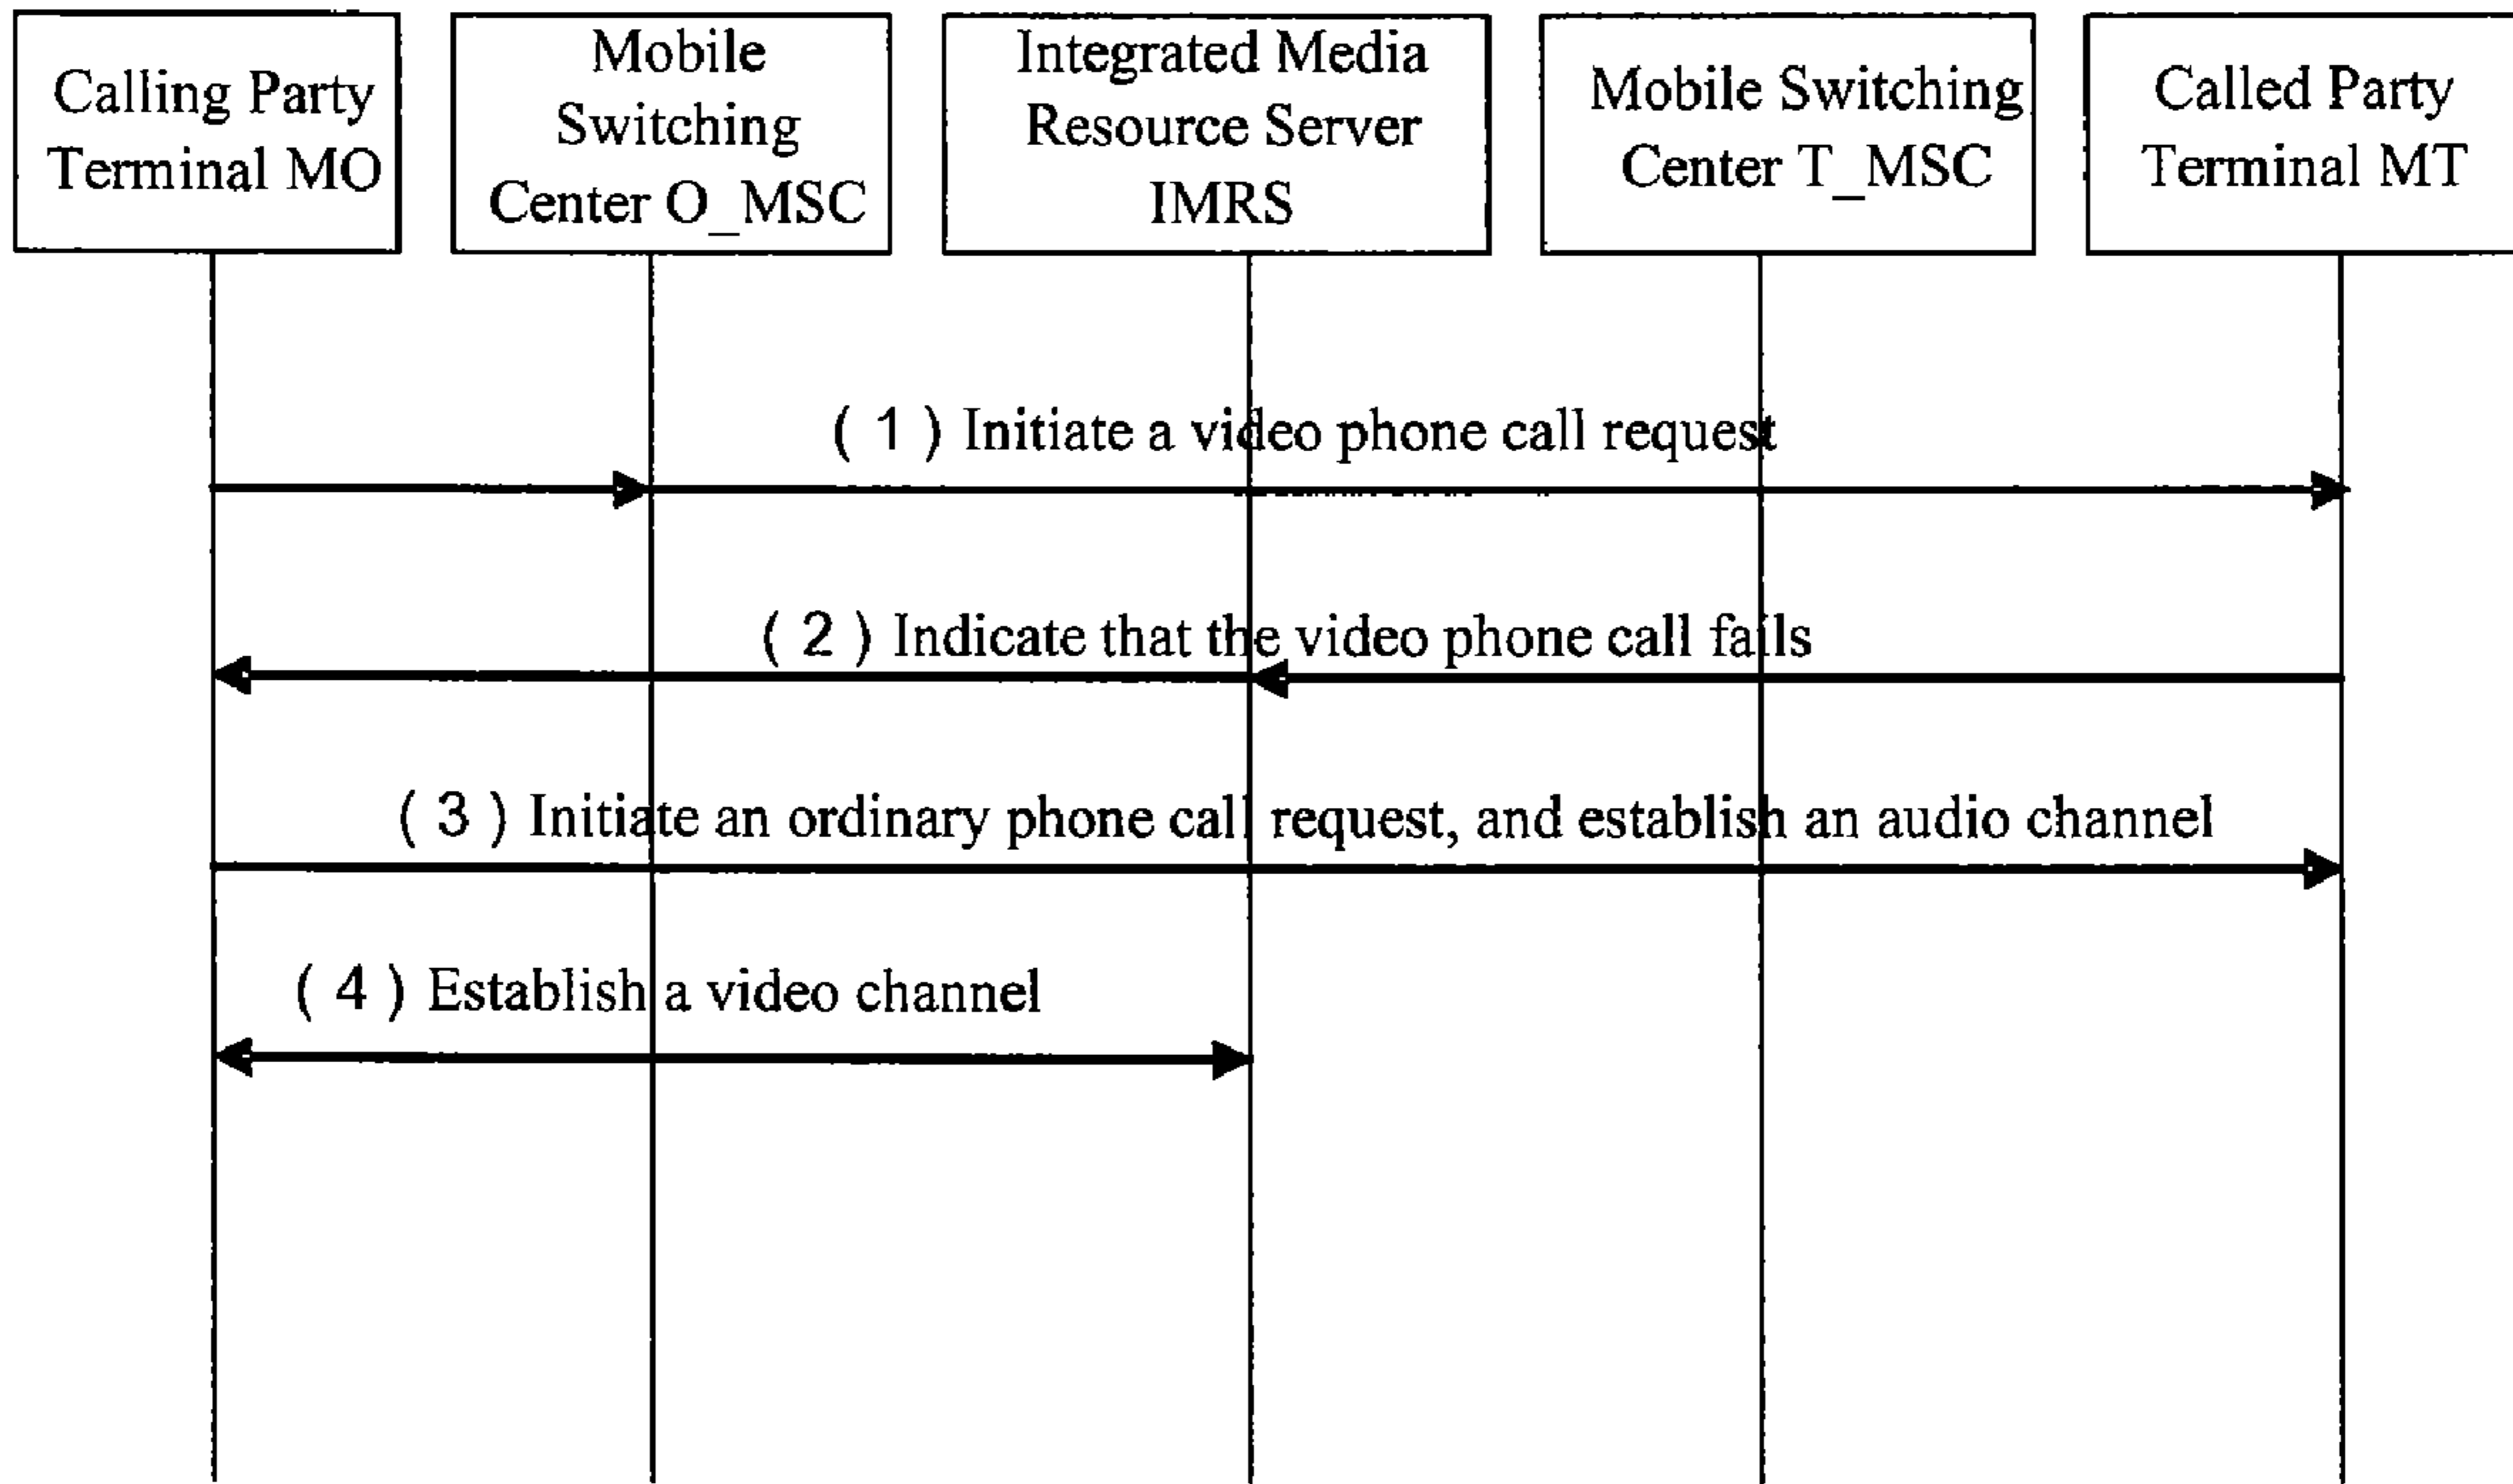 Calling Party
Terminal MO
Mobile
Switching
Center O_MSC
Integrated Media
Resource Server
IMRS
Mobile Switching
Center T_MSC
Called Party
Terminal MT
( 1 ) Initiate a video phone call request
( 2 ) Indicate that the video phone call fails
( 3 ) Initiate an ordinary phone call request, and establish an audio channel
( 4 ) Establish a video channel